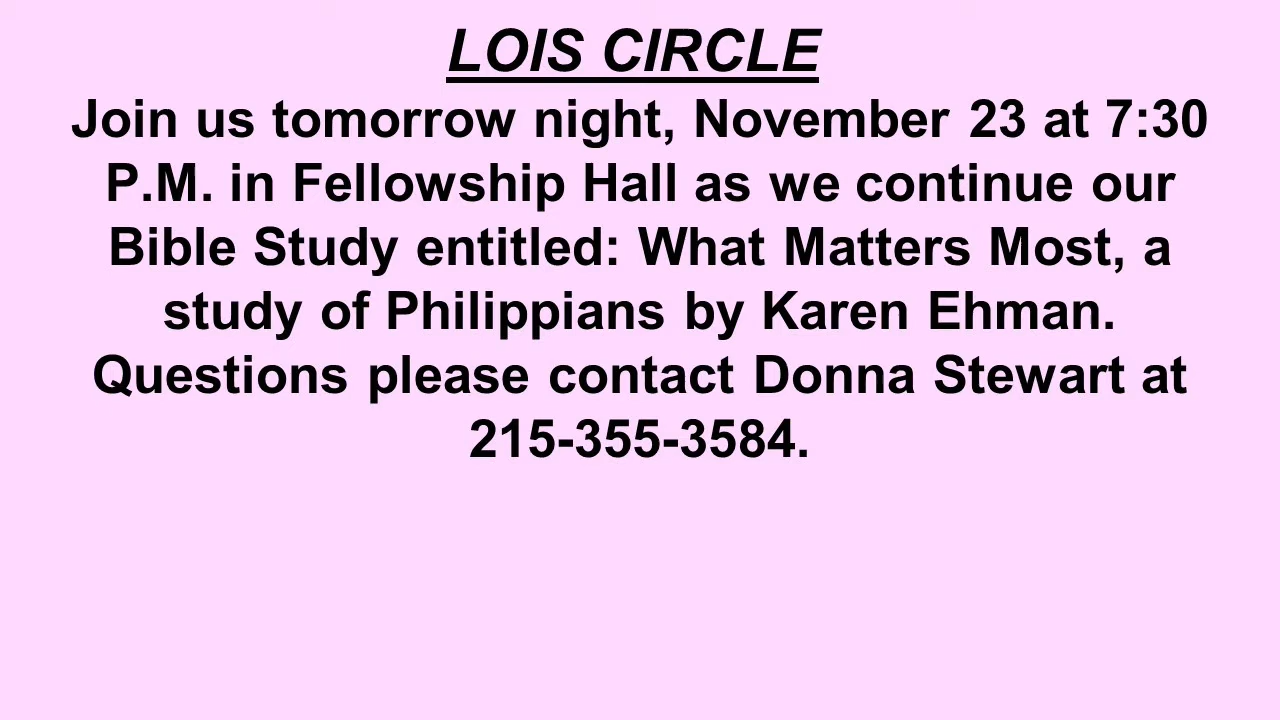 LOIS CIRCLE
Join us tomorrow night, November 23 at 7:30
P.M. in Fellowship Hall as we continue our
Bible Study entitled: What Matters Most, a
study of Philippians by Karen Ehman.
Questions please contact Donna Stewart at
215-355-3584.